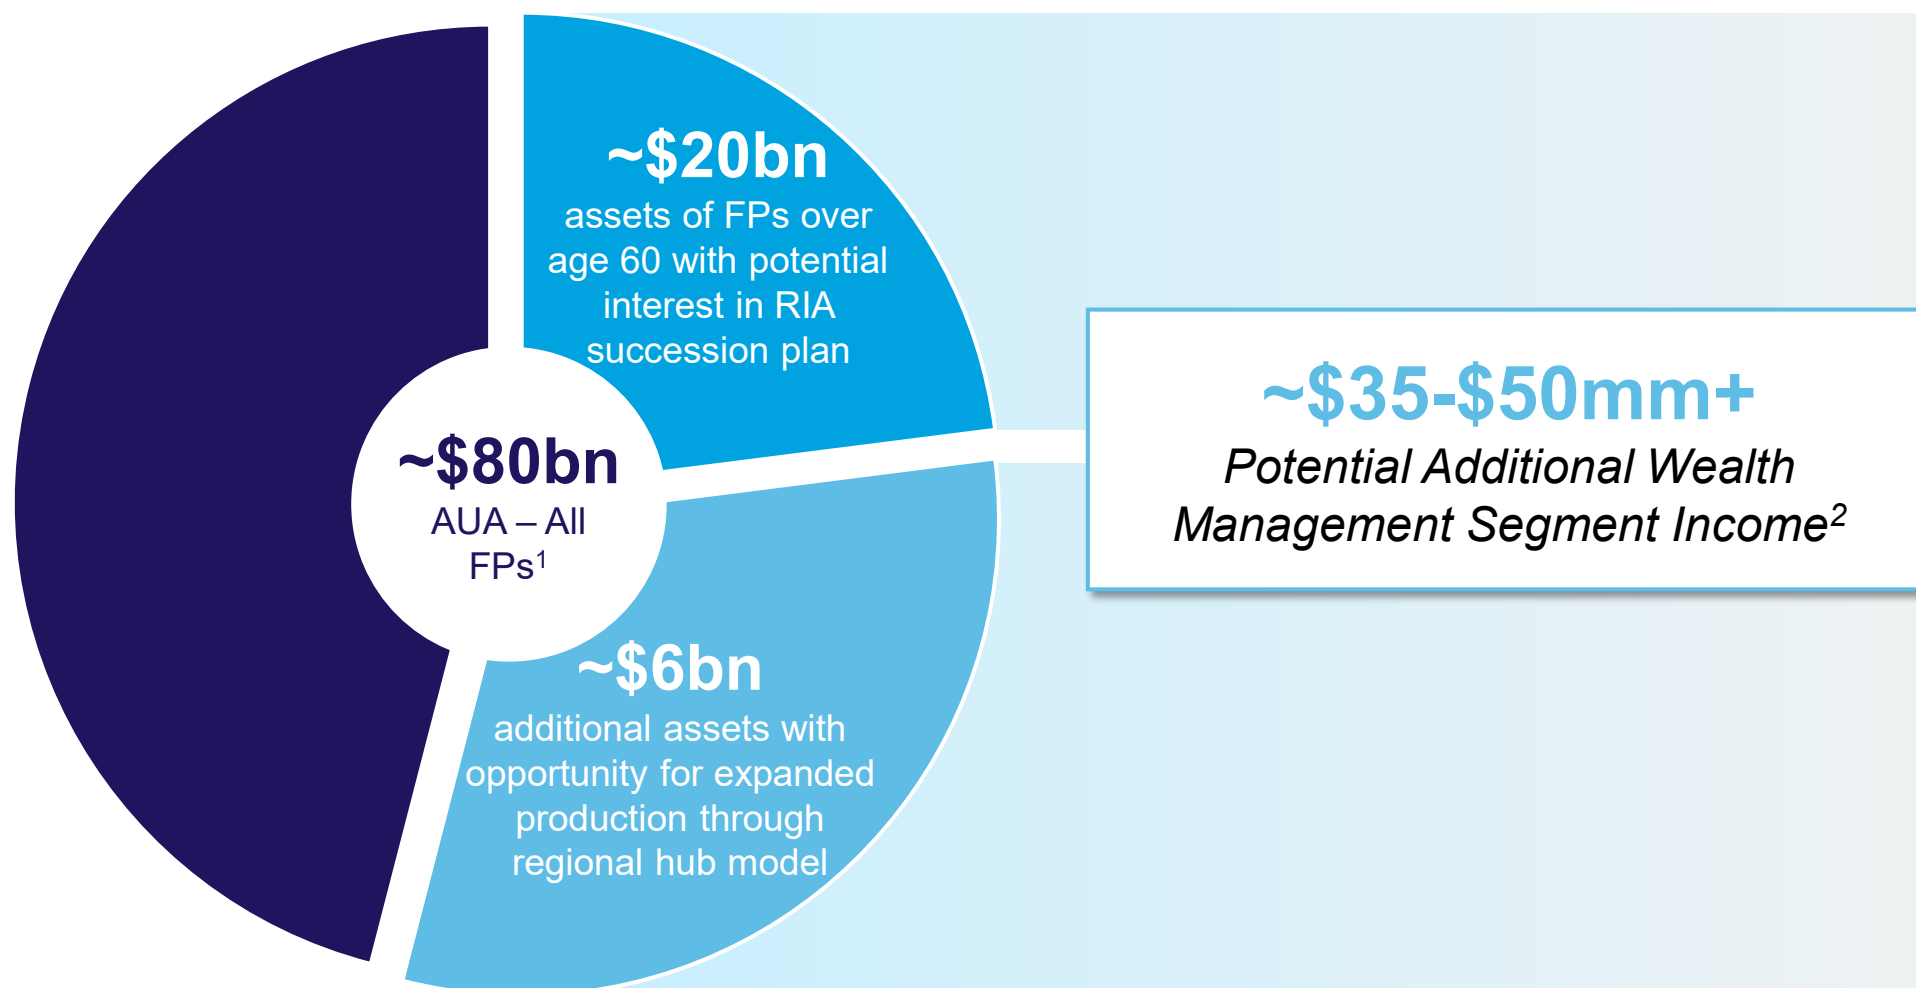 ~$20bn
assets of FPs over
age 60 with potential
interest in RIA
succession plan
~$80bn
AUA – All
FPs¹
~$6bn
additional assets with
opportunity for expanded
production through
regional hub model
~$35-$50mm+
Potential Additional Wealth
Management Segment Income²